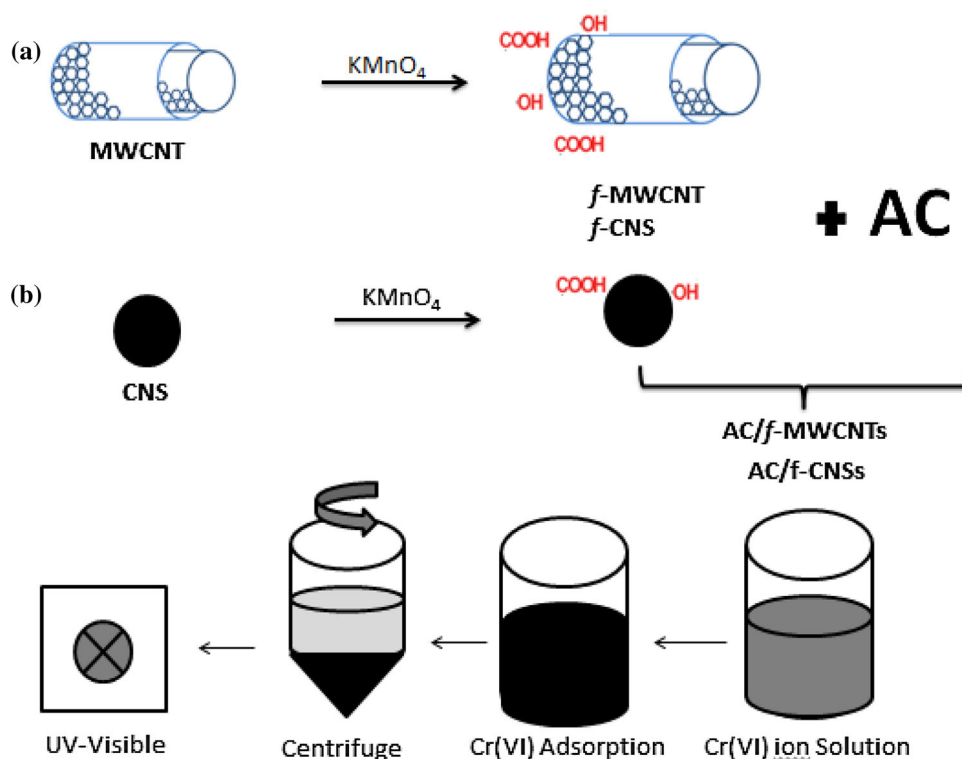 (a)
KMnO₄
COOH
OH
OH
COOH
MWCNT
f-MWCNT
f-CNS
+ AC
(b)
KMnO₄
COOH
OH
CNS
AC/f-MWCNTs
AC/f-CNSs
UV-Visible
Centrifuge
Cr(VI) Adsorption
Cr(VI) ion Solution